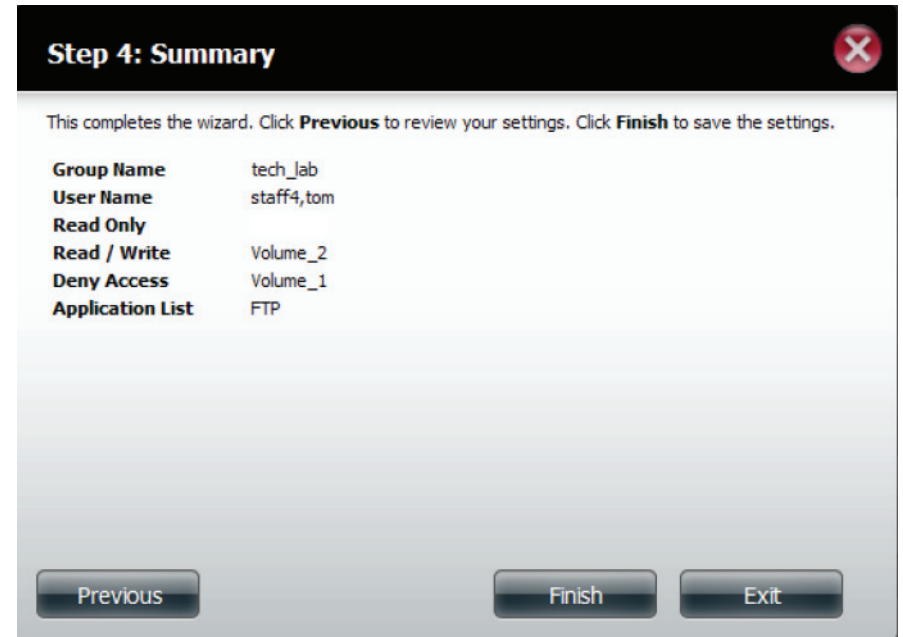 Step 4: Summary
This completes the wizard. Click Previous to review your settings. Click Finish to save the settings.
Group Name tech_lab
User Name staff4,tom
Read Only
Read / Write Volume_2
Deny Access Volume_1
Application List FTP
Previous Finish Exit